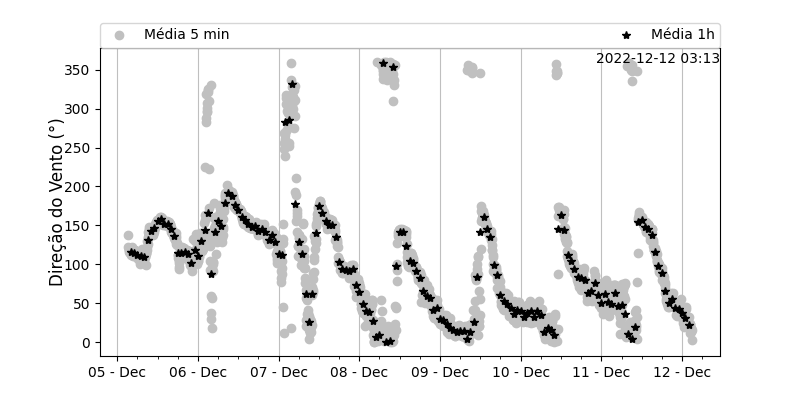 Média 5 min
Média 1h
2022-12-12 03:13
Direção do Vento (°)
350
300
250
200
150
100
50
0
05 - Dec
06 - Dec
07 - Dec
08 - Dec
09 - Dec
10 - Dec
11 - Dec
12 - Dec